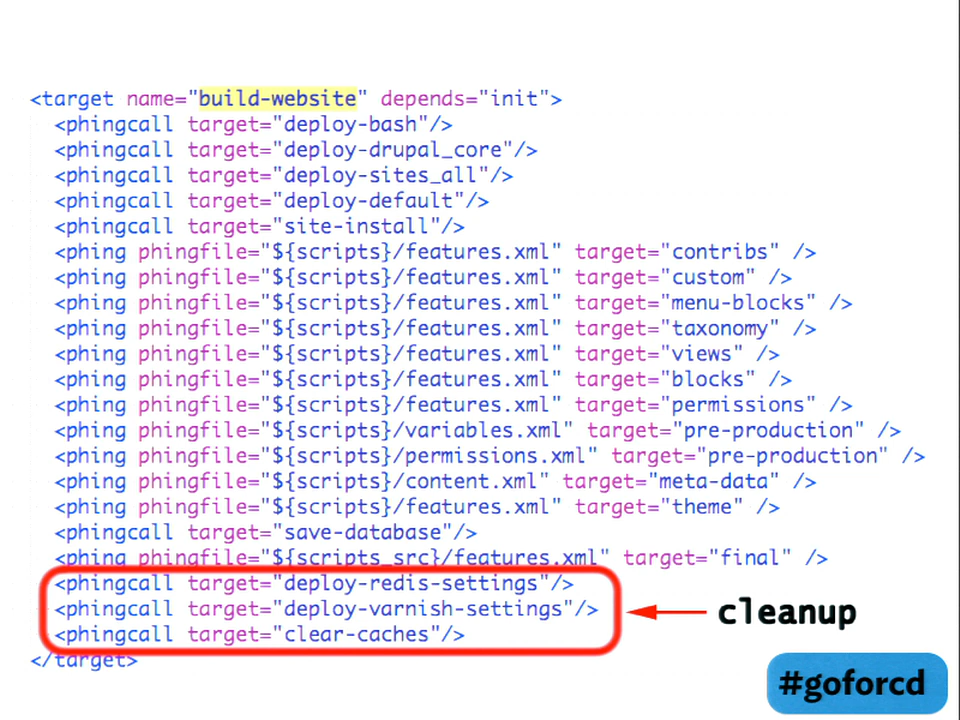 <target name="build-website" depends="init">
<phingcall target="deploy-bash"/>
<phingcall target="deploy-drupal_core"/>
<phingcall target="deploy-sites_all"/>
<phingcall target="deploy-default"/>
<phingcall target="site-install"/>
<phing phingfile="${scripts}/features.xml" target="contribs" />
<phing phingfile="${scripts}/features.xml" target="custom" />
<phing phingfile="${scripts}/features.xml" target="menu-blocks" />
<phing phingfile="${scripts}/features.xml" target="taxonomy" />
<phing phingfile="${scripts}/features.xml" target="views" />
<phing phingfile="${scripts}/features.xml" target="blocks" />
<phing phingfile="${scripts}/features.xml" target="permissions" />
<phing phingfile="${scripts}/variables.xml" target="pre-production" />
<phing phingfile="${scripts}/permissions.xml" target="pre-production" />
<phing phingfile="${scripts}/content.xml" target="meta-data" />
<phing phingfile="${scripts}/features.xml" target="theme" />
<phingcall target="save-database"/>
<phing phingfile="${scripts_src}/features.xml" target="final" />
<phingcall target="deploy-redis-settings"/>
<phingcall target="deploy-varnish-settings"/>
<phingcall target="clear-caches"/>
</target>
cleanup
#goforcd